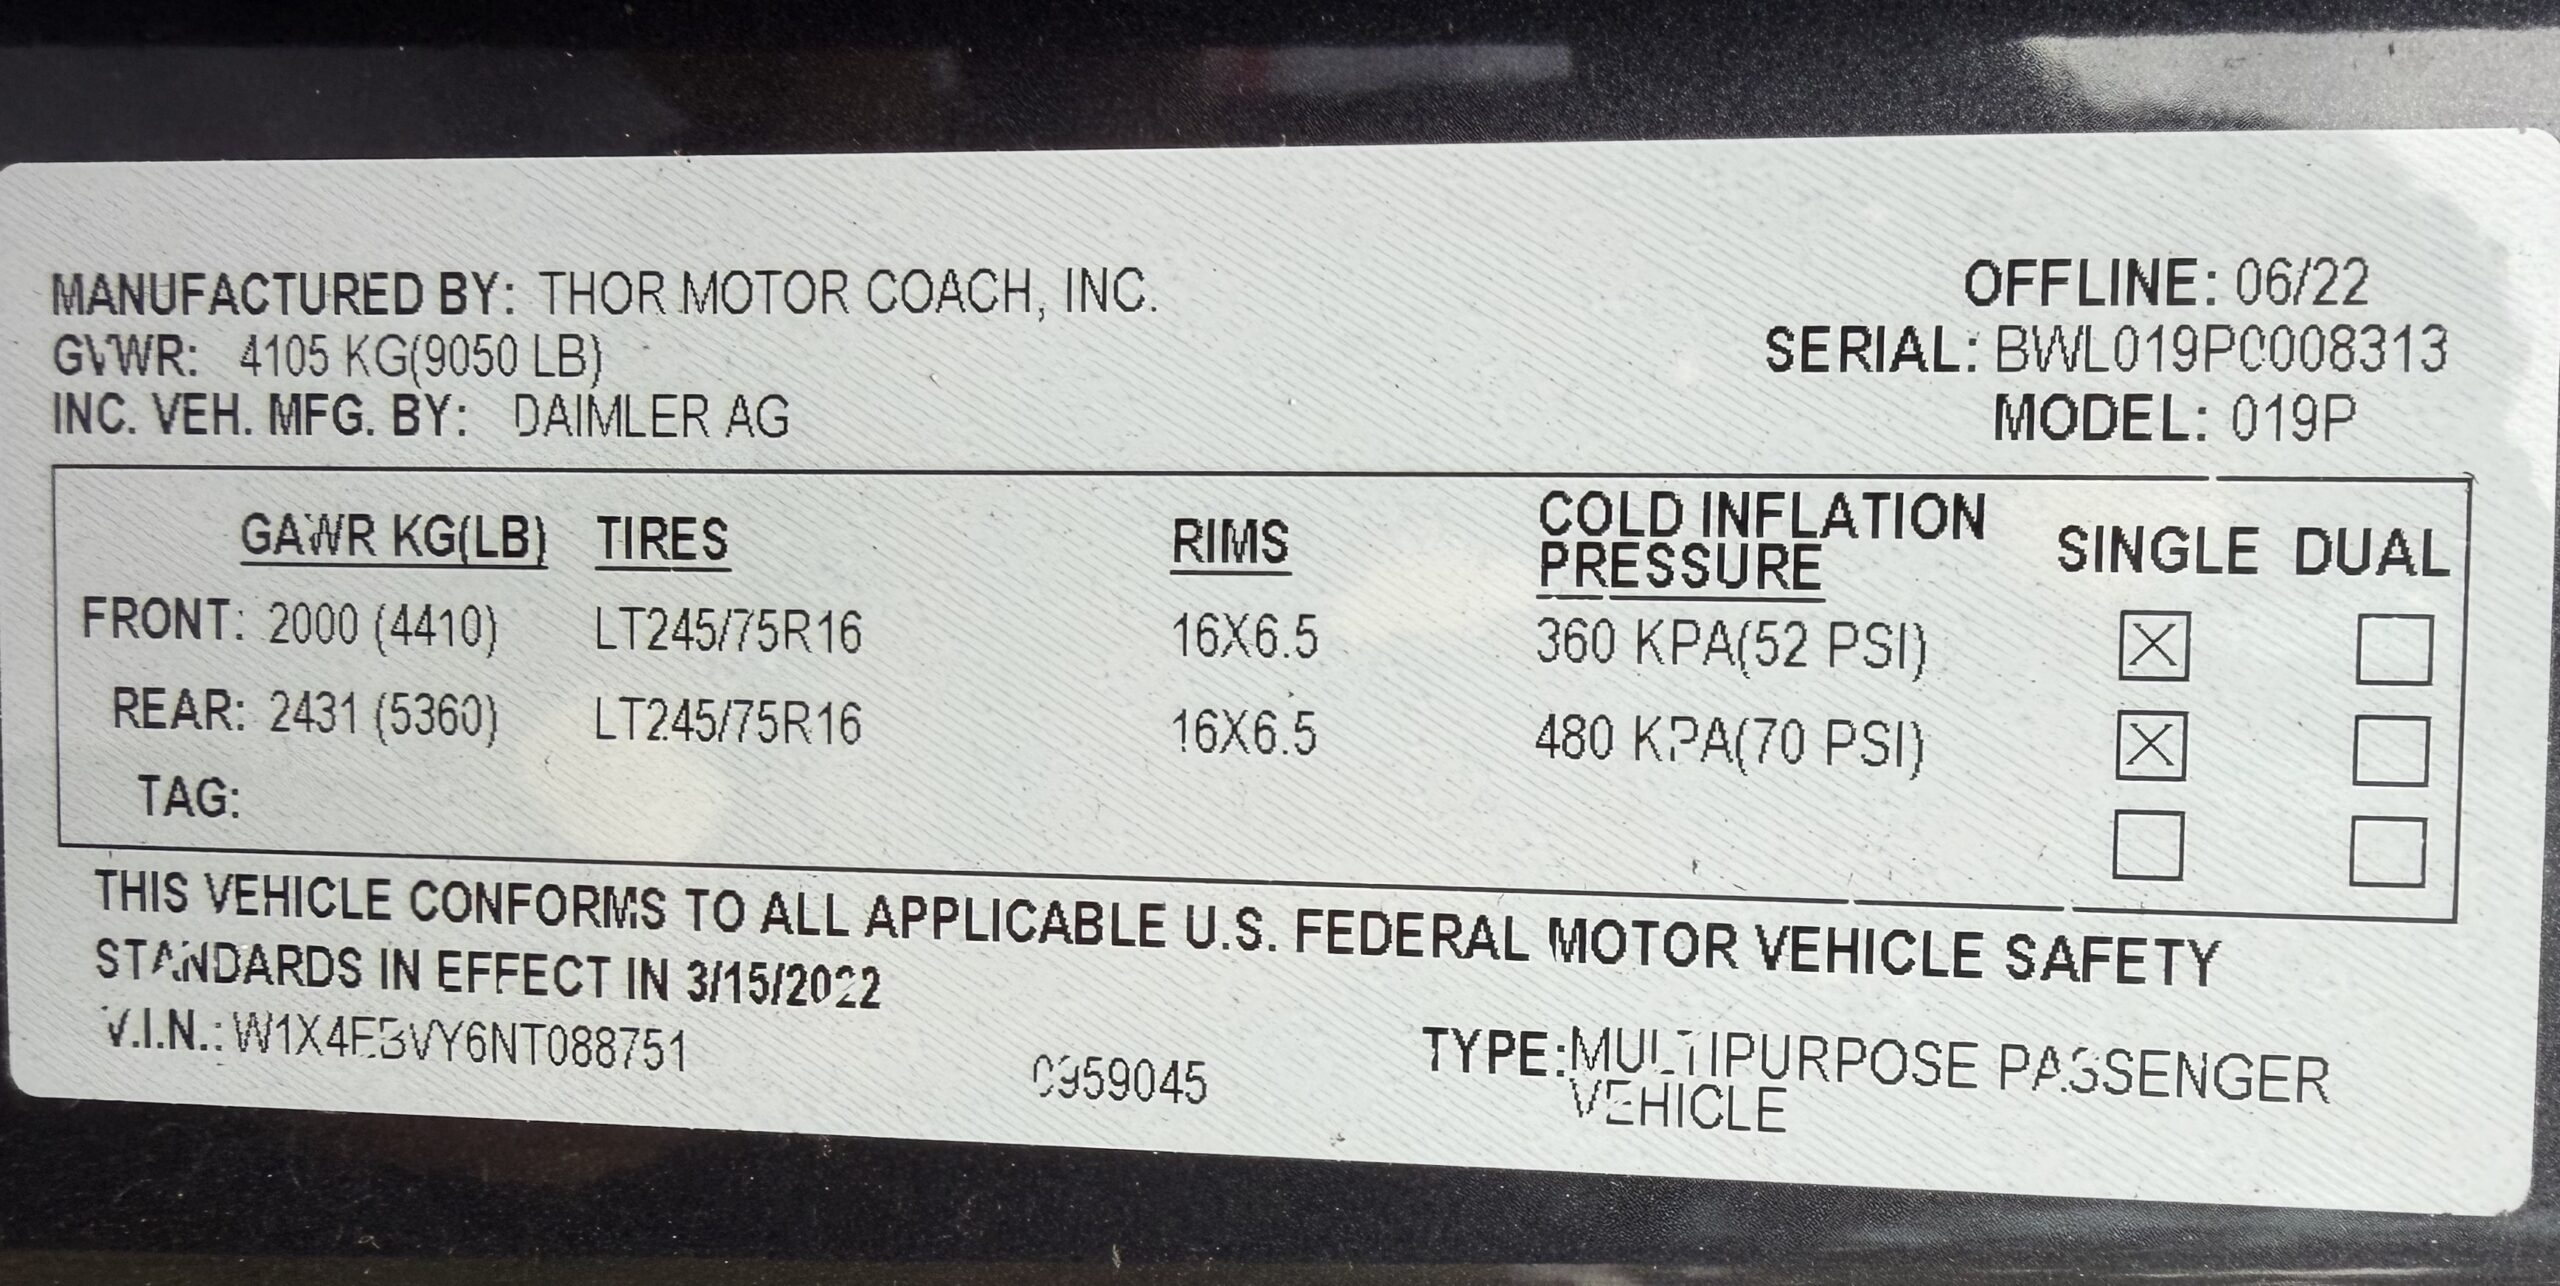 MANUFACTURED BY: THOR MOTOR COACH, INC.
OFFLINE: 06/22
GVWR: 4105 KG(9050 LB)
SERIAL: BWL019P0008313
INC. VEH. MFG. BY: DAIMLER AG
MODEL: 019P
GAWR KG(LB) TIRES RIMS COLD INFLATION PRESSURE SINGLE DUAL
FRONT: 2000 (4410) LT245/75R16 16X6.5 360 KPA(52 PSI) X
REAR: 2431 (5360) LT245/75R16 16X6.5 480 KPA(70 PSI) X
TAG:
THIS VEHICLE CONFORMS TO ALL APPLICABLE U.S. FEDERAL MOTOR VEHICLE SAFETY
STANDARDS IN EFFECT IN 3/15/2022
V.I.N.: W1X4EBVY6NT088751
0959045
TYPE: MULTIPURPOSE PASSENGER
VEHICLE